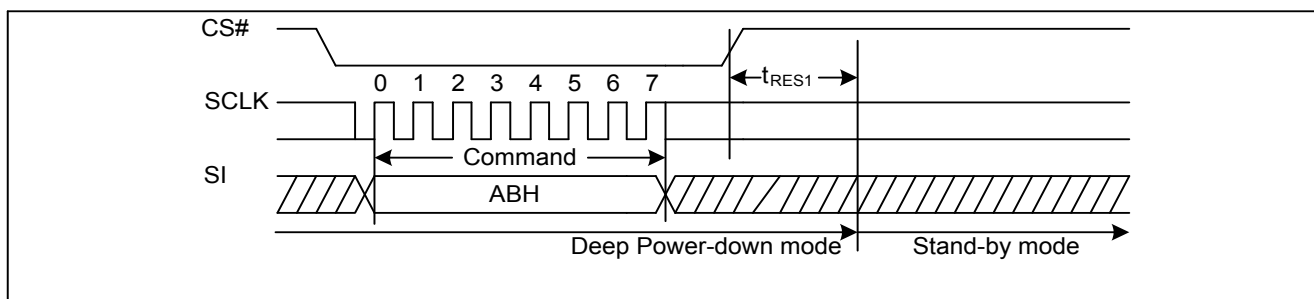 CS#
tRES1
0 1 2 3 4 5 6 7
SCLK
Command
SI
ABH
Deep Power-down mode Stand-by mode